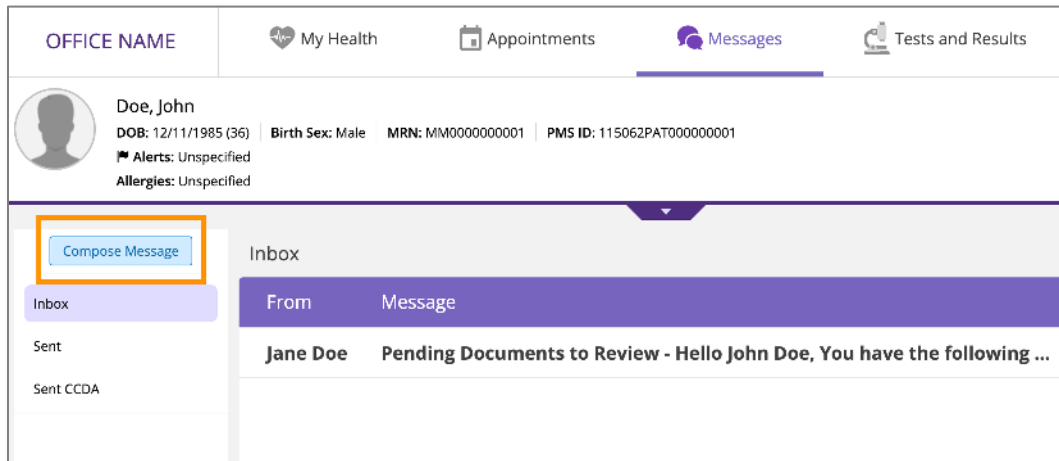 OFFICE NAME
My Health
Appointments
Messages
Tests and Results
Doe, John
DOB: 12/11/1985 (36) Birth Sex: Male MRN: MM0000000001 PMS ID: 115062PAT000000001
Alerts: Unspecified
Allergies: Unspecified
Compose Message
Inbox
Sent
Sent CCDA
Inbox
From Message
Jane Doe Pending Documents to Review - Hello John Doe, You have the following ...